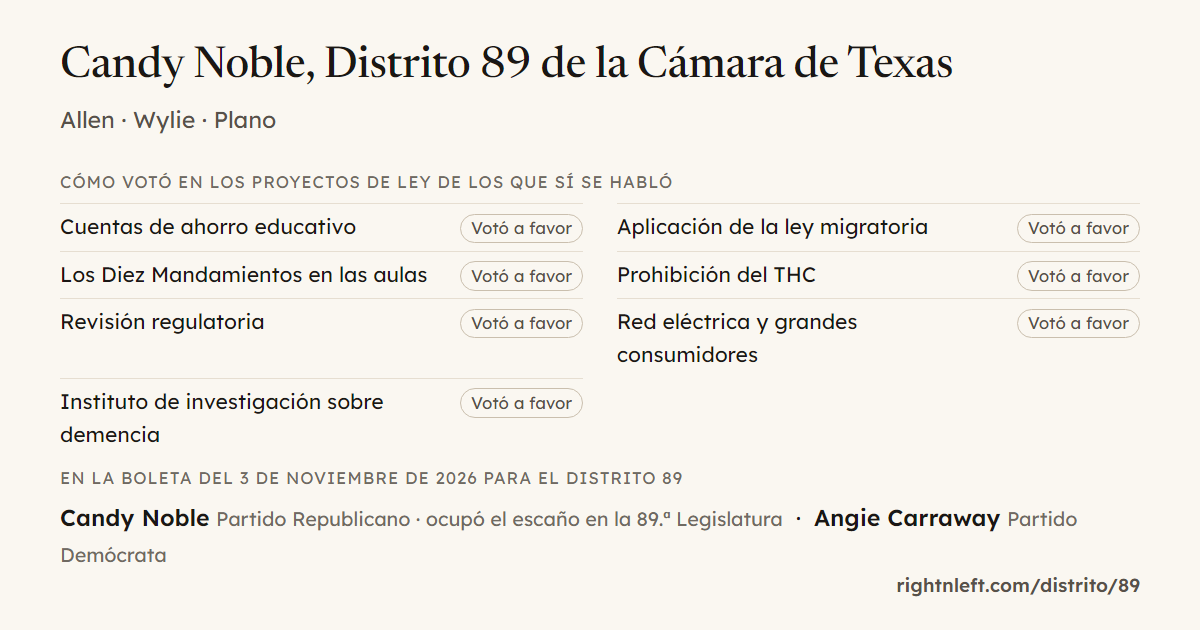 Candy Noble, Distrito 89 de la Cámara de Texas
Allen · Wylie · Plano
CÓMO VOTÓ EN LOS PROYECTOS DE LEY DE LOS QUE SÍ SE HABLÓ
Cuentas de ahorro educativo Votó a favor
Aplicación de la ley migratoria Votó a favor
Los Diez Mandamientos en las aulas Votó a favor
Prohibición del THC Votó a favor
Revisión regulatoria Votó a favor
Red eléctrica y grandes Votó a favor
consumidores
Instituto de investigación sobre Votó a favor
demencia
EN LA BOLETA DEL 3 DE NOVIEMBRE DE 2026 PARA EL DISTRITO 89
Candy Noble Partido Republicano · ocupó el escaño en la 89.ª Legislatura · Angie Carraway Partido
Demócrata
rightnleft.com/distrito/89